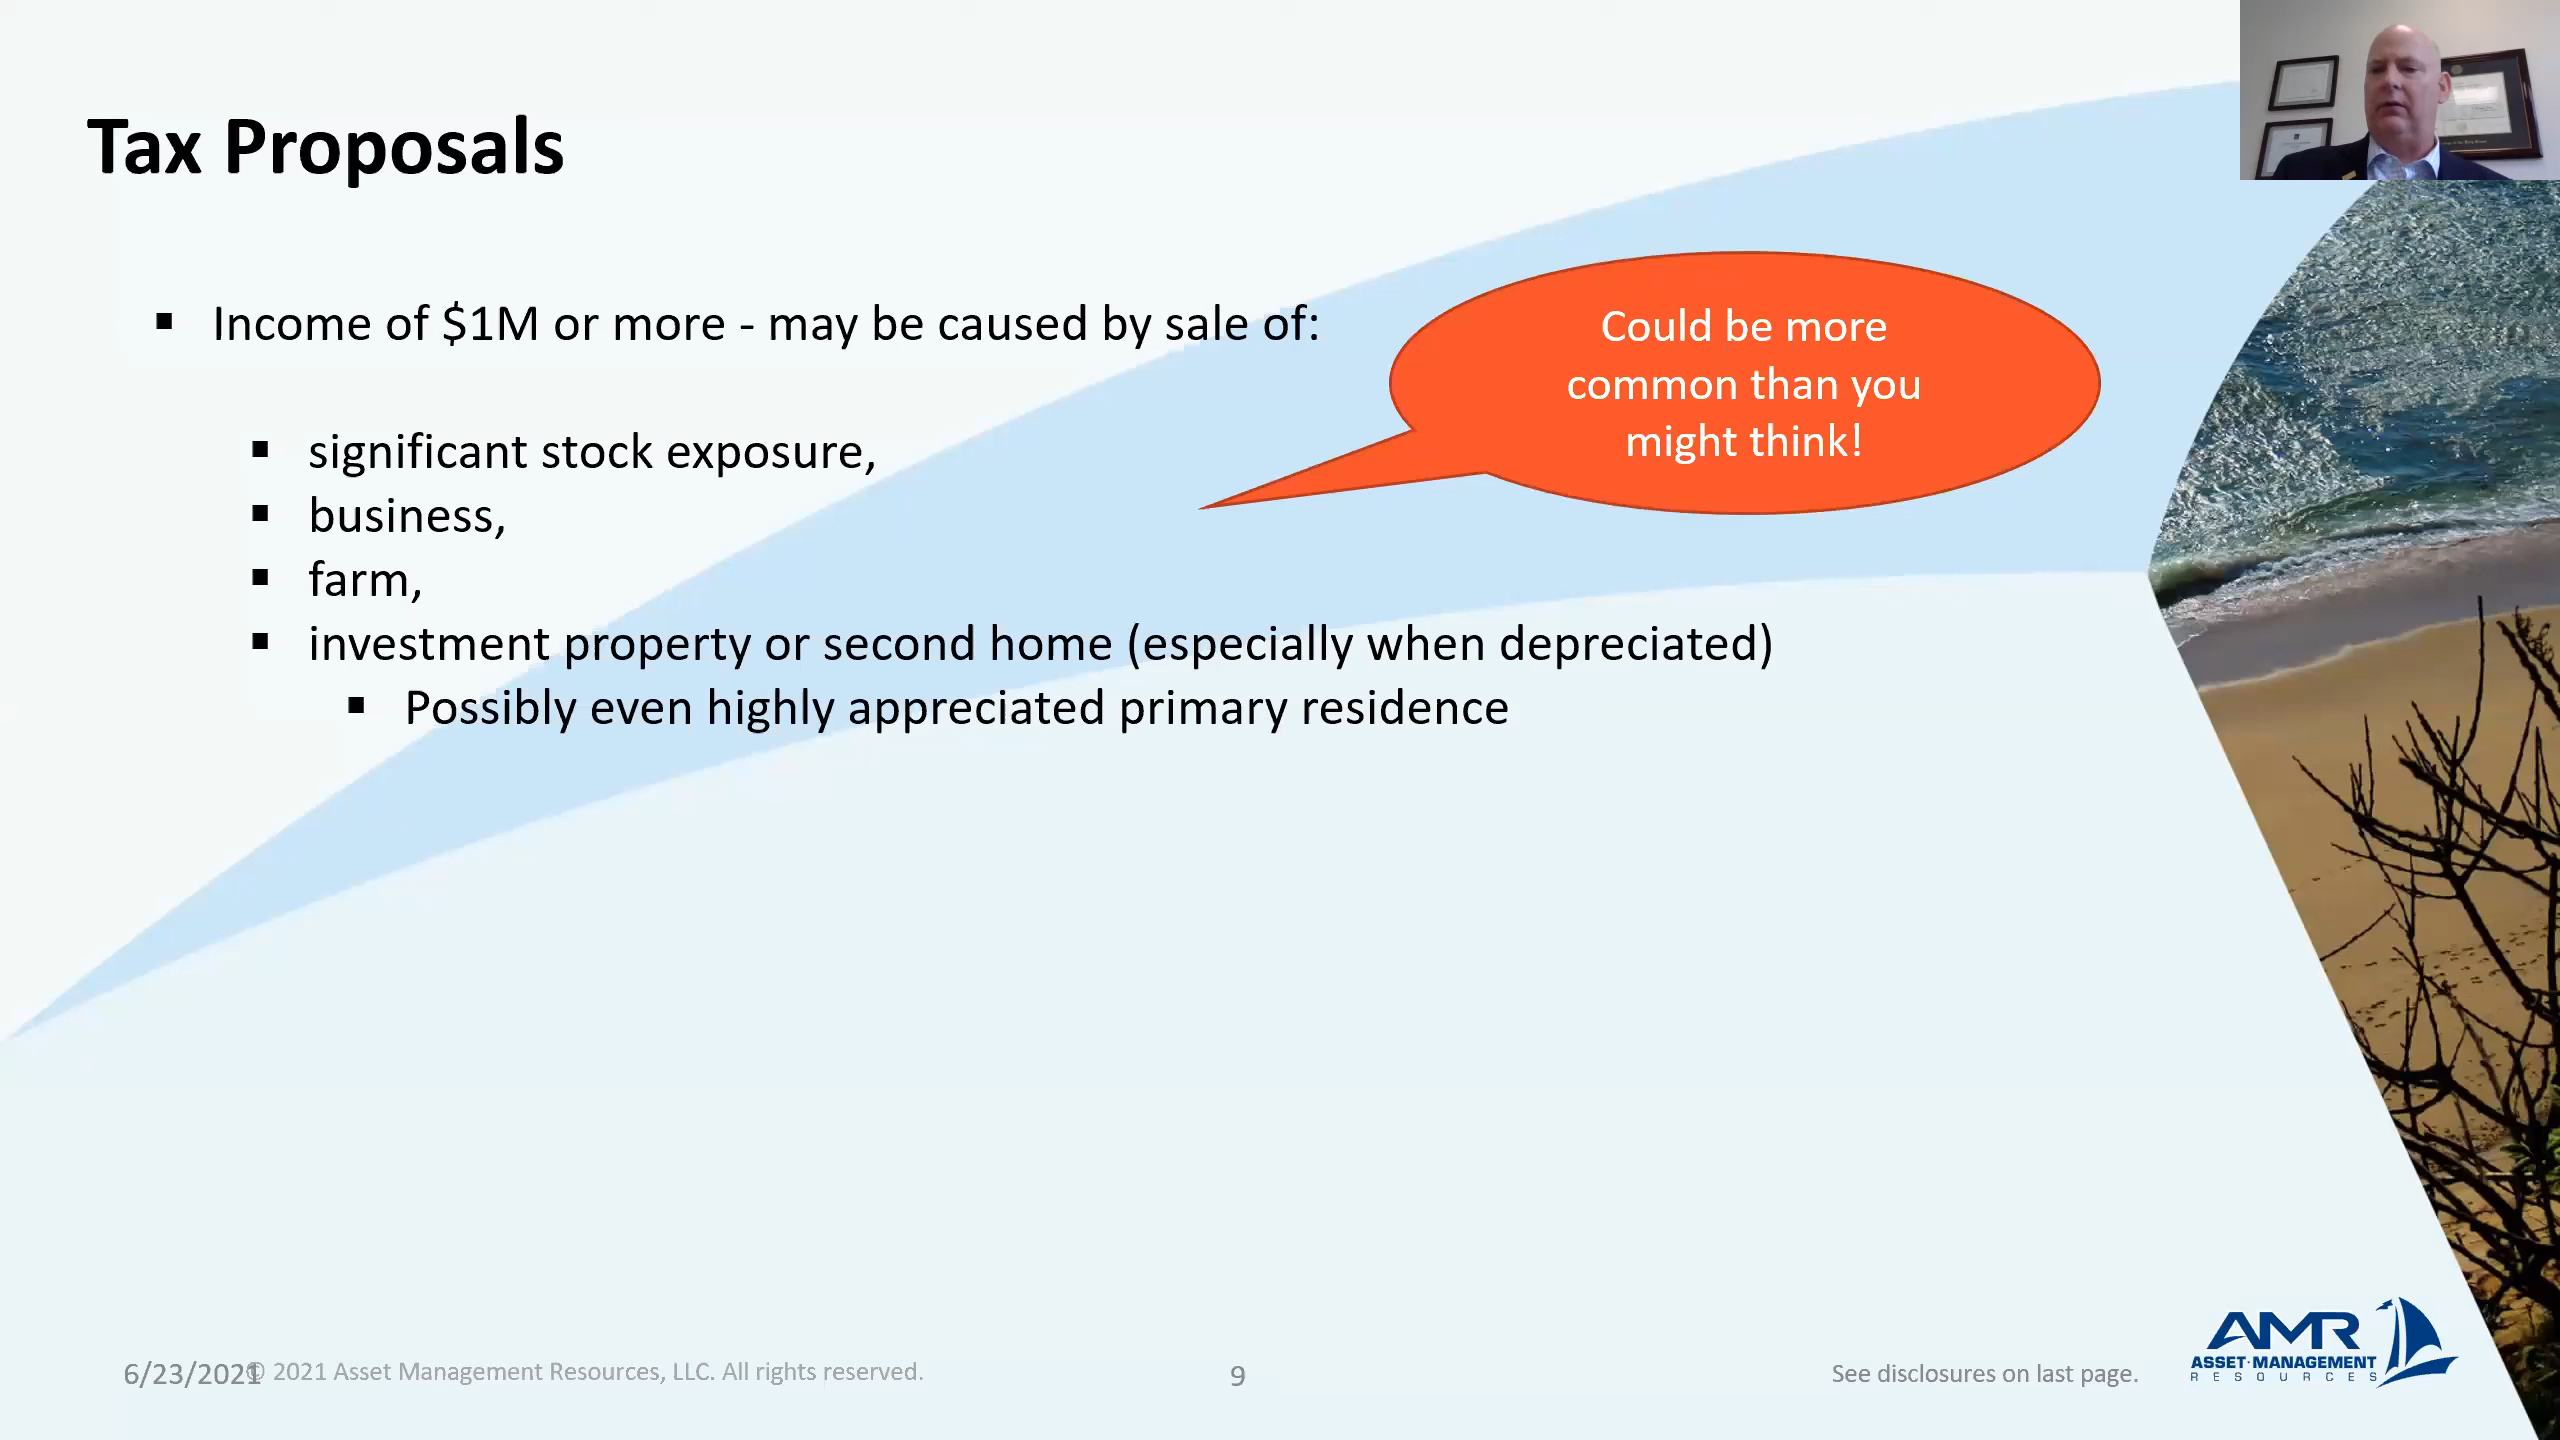 Tax Proposals
▪ Income of $1M or more - may be caused by sale of:
Could be more
common than you
might think!
▪ significant stock exposure,
▪ business,
▪ farm,
▪ investment property or second home (especially when depreciated)
▪ Possibly even highly appreciated primary residence
6/23/2021
© 2021 Asset Management Resources, LLC. All rights reserved.
9
See disclosures on last page.
AMR
ASSET·MANAGEMENT
RESOURCES